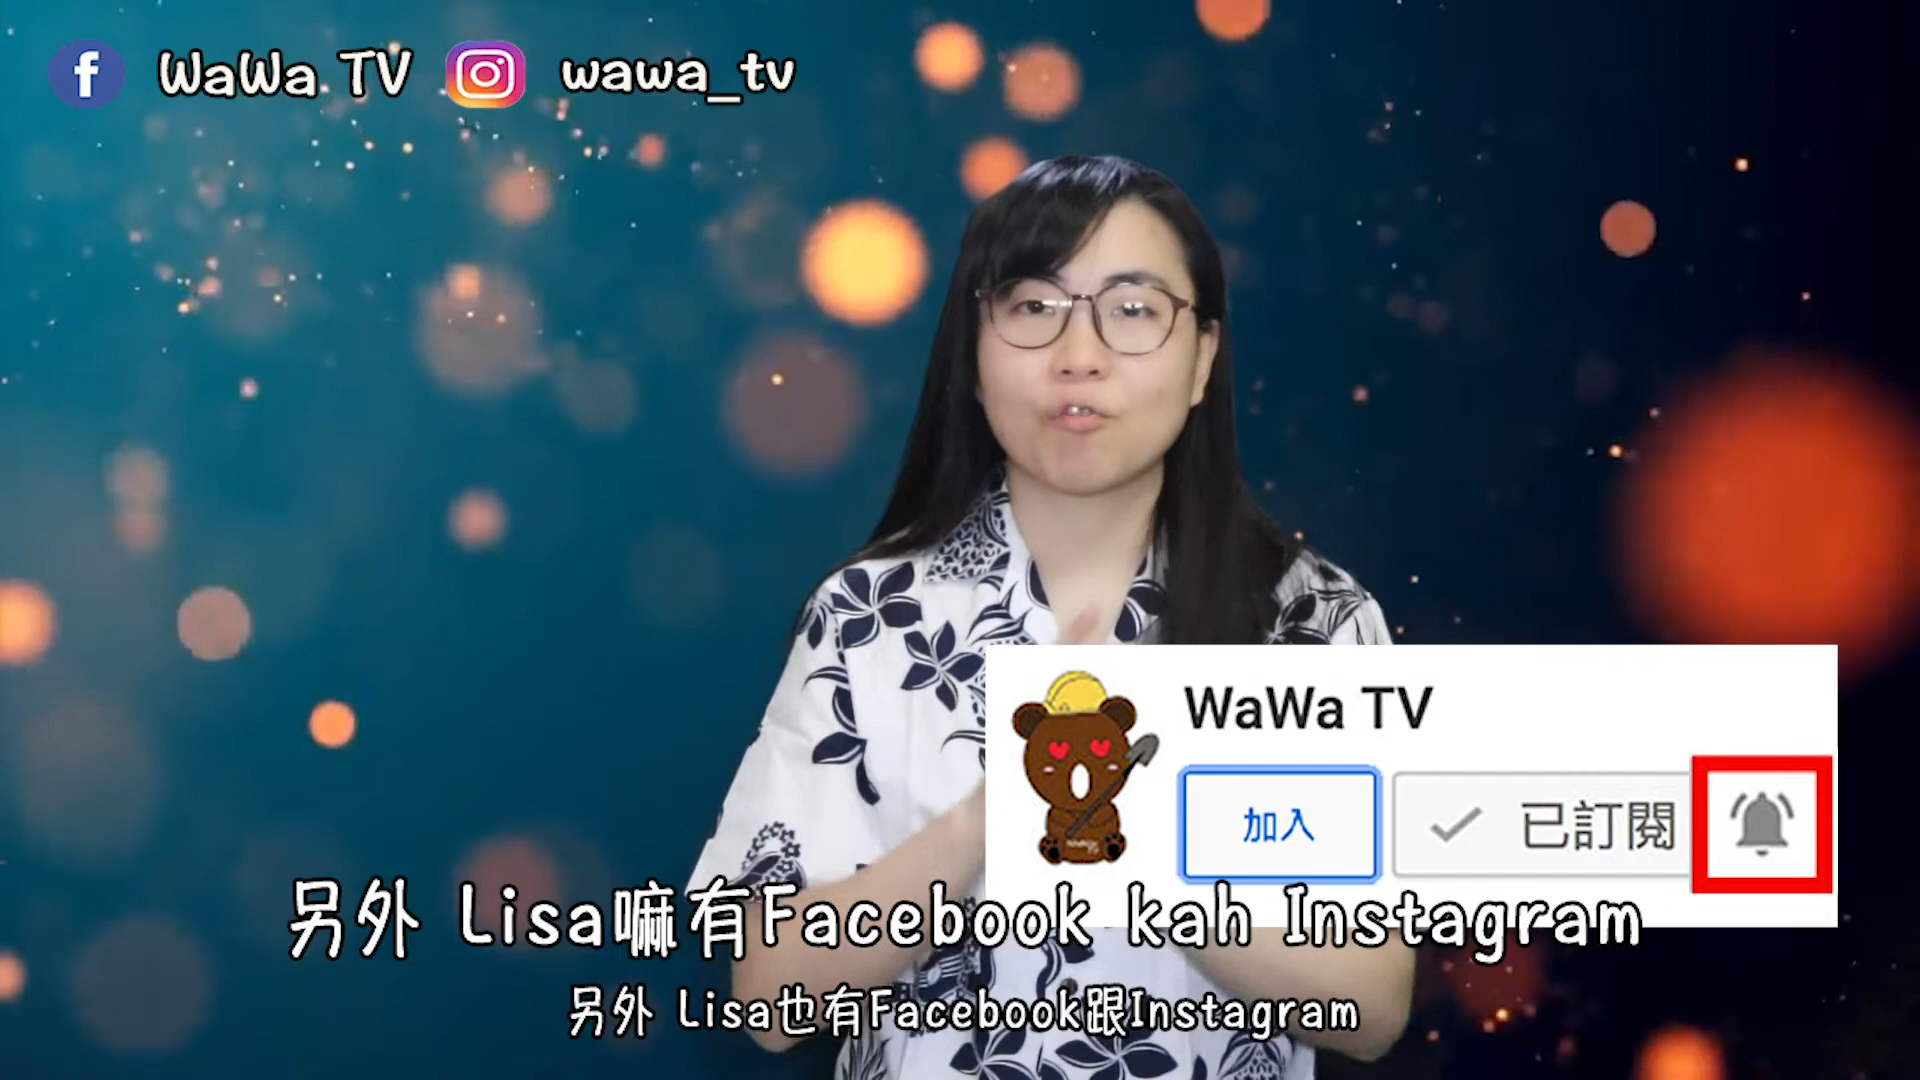 WaWa TV wawa_tv
WaWa TV
加入 已訂閱
另外 Lisa嘛有Facebook kah Instagram
另外 Lisa也有Facebook跟Instagram